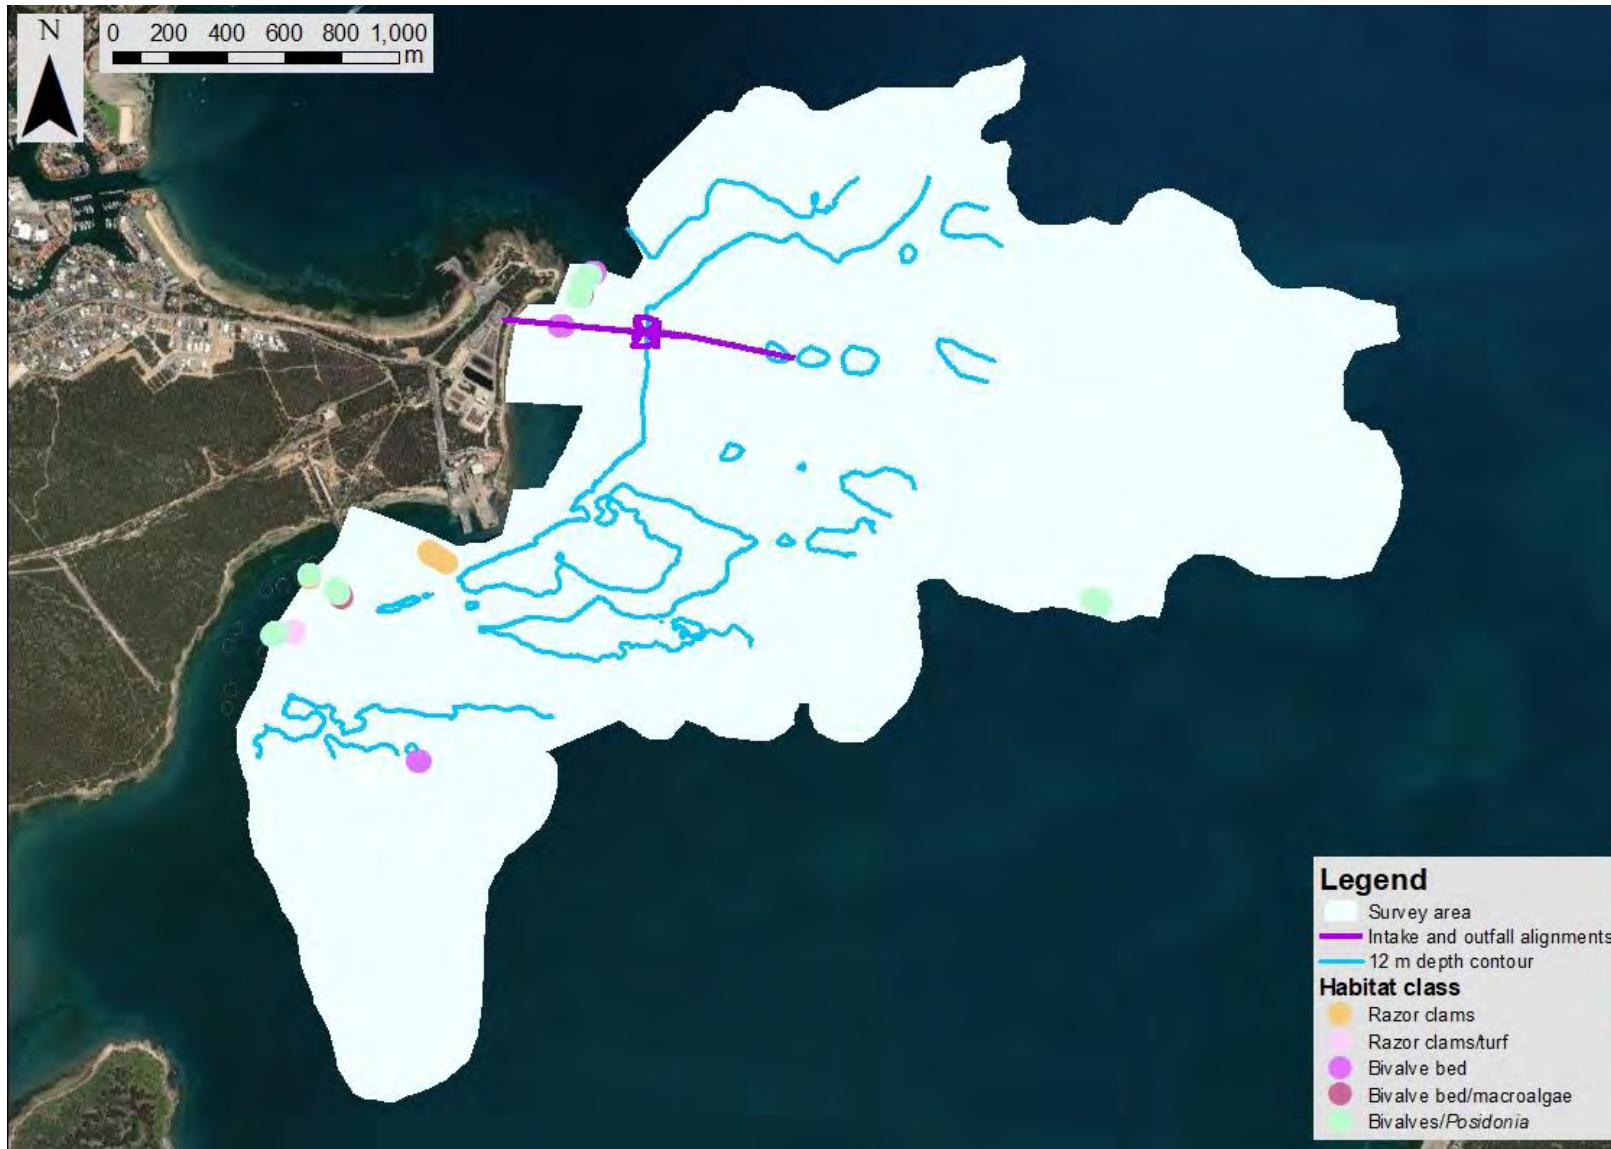 N
0 200 400 600 800 1,000
m
Legend
Survey area
Intake and outfall alignments
12 m depth contour
Habitat class
Razor clams
Razor clams/turf
Bivalve bed
Bivalve bed/macroalgae
Bivalves/Posidonia